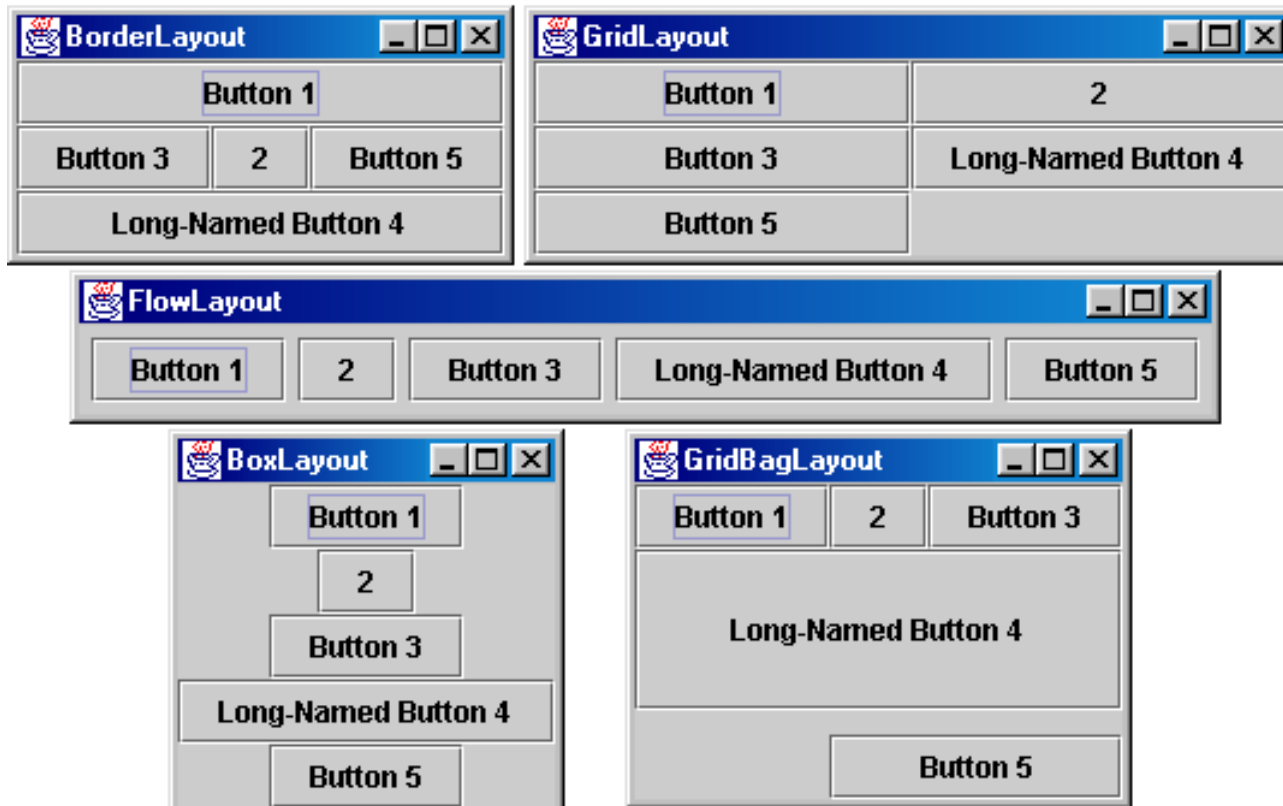 BorderLayout
Button 1
Button 3 2 Button 5
Long-Named Button 4
GridLayout
Button 1 2
Button 3 Long-Named Button 4
Button 5
FlowLayout
Button 1 2 Button 3 Long-Named Button 4 Button 5
BoxLayout
Button 1
2
Button 3
Long-Named Button 4
Button 5
GridBagLayout
Button 1 2 Button 3
Long-Named Button 4
Button 5